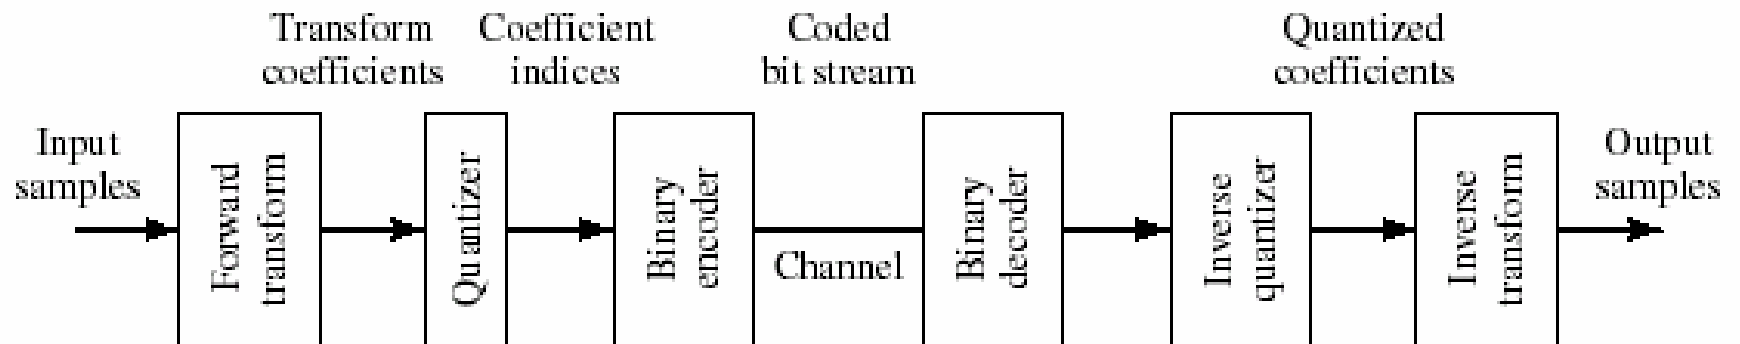 Transform
coefficients
Coefficient
indices
Coded
bit stream
Quantized
coefficients
Input
samples
Forward
transform
Quantizer
Binary
encoder
Channel
Binary
decoder
Inverse
quantizer
Inverse
transform
Output
samples